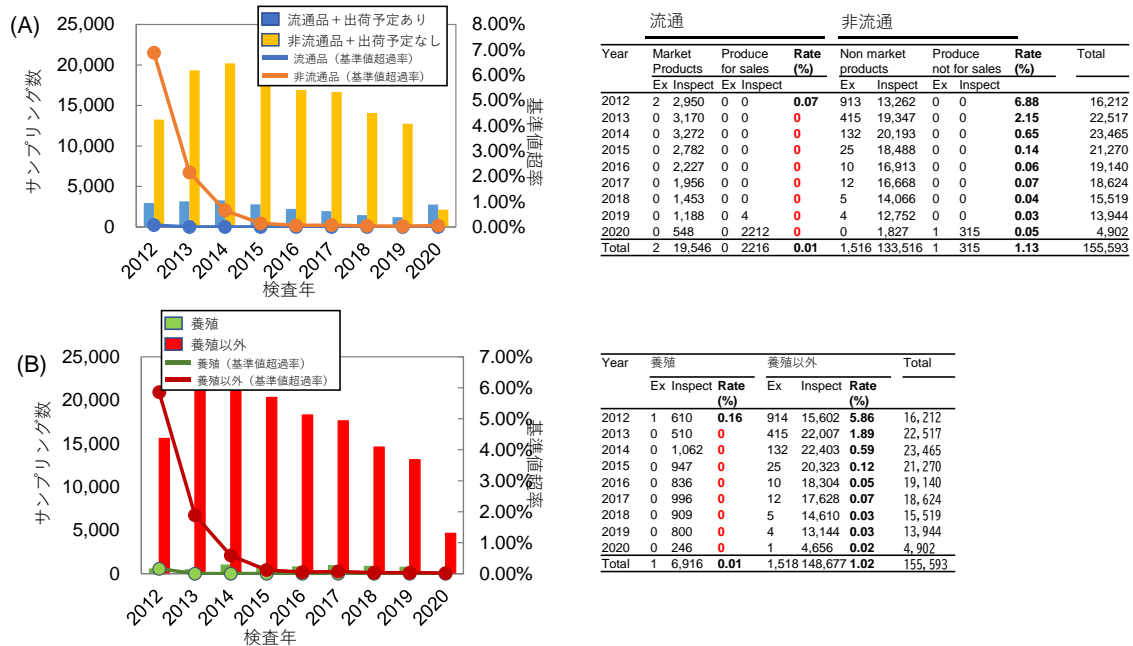 (A)
25,000
20,000
15,000
10,000
5,000
0
サンプリング数
流通品＋出荷予定あり
非流通品＋出荷予定なし
流通品（基準値超過率）
非流通品（基準値超過率）
8.00%
7.00%
6.00%
5.00%
4.00%
3.00%
2.00%
1.00%
0.00%
基準値超率
2012 2013 2014 2015 2016 2017 2018 2019 2020
検査年
流通 非流通
Year Market Products Produce for sales Rate (%) Non market products Produce not for sales Rate (%) Total
Ex Inspect Ex Inspect Ex Inspect Ex Inspect
2012 2 2,950 0 0 0.07 913 13,262 0 0 6.88 16,212
2013 0 3,170 0 0 0 415 19,347 0 0 2.15 22,517
2014 0 3,272 0 0 0 132 20,193 0 0 0.65 23,465
2015 0 2,782 0 0 0 25 18,488 0 0 0.14 21,270
2016 0 2,227 0 0 0 10 16,913 0 0 0.06 19,140
2017 0 1,956 0 0 0 12 16,668 0 0 0.07 18,624
2018 0 1,453 0 0 0 5 14,066 0 0 0.04 15,519
2019 0 1,188 0 4 0 4 12,752 0 0 0.03 13,944
2020 0 548 0 2212 0 0 1,827 1 315 0.05 4,902
Total 2 19,546 0 2216 0.01 1,516 133,516 1 315 1.13 155,593
(B)
25,000
20,000
15,000
10,000
5,000
0
サンプリング数
養殖
養殖以外
養殖（基準値超過率）
養殖以外（基準値超過率）
7.00%
6.00%
5.00%
4.00%
3.00%
2.00%
1.00%
0.00%
基準値超過率
2012 2013 2014 2015 2016 2017 2018 2019 2020
検査年
Year 養殖 養殖以外 Total
Ex Inspect Rate (%) Ex Inspect Rate (%)
2012 1 610 0.16 914 15,602 5.86 16,212
2013 0 510 0 415 22,007 1.89 22,517
2014 0 1,062 0 132 22,403 0.59 23,465
2015 0 947 0 25 20,323 0.12 21,270
2016 0 836 0 10 18,304 0.05 19,140
2017 0 996 0 12 17,628 0.07 18,624
2018 0 909 0 5 14,610 0.03 15,519
2019 0 800 0 4 13,144 0.03 13,944
2020 0 246 0 1 4,656 0.02 4,902
Total 1 6,916 0.01 1,518 148,677 1.02 155,593